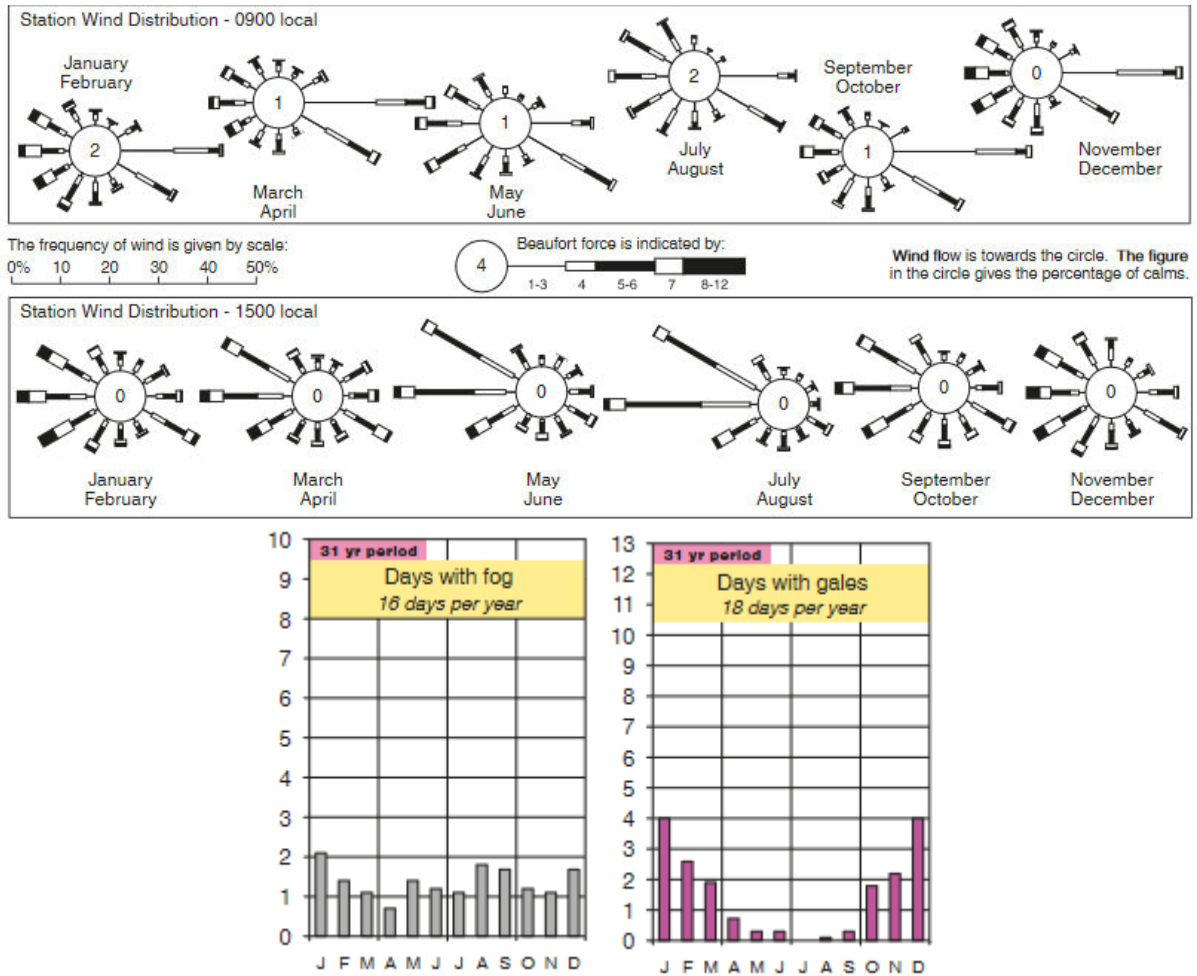 Station Wind Distribution - 0900 local
January
February
2
1
March
April
1
May
June
2
July
August
September
October
1
0
November
December
The frequency of wind is given by scale:
0% 10 20 30 40 50%
4
Beaufort force is indicated by:
1-3 4 5-6 7 8-12
Wind flow is towards the circle. The figure
in the circle gives the percentage of calms.
Station Wind Distribution - 1500 local
0 0 0 0 0 0
January
February
March
April
May
June
July
August
September
October
November
December
31 yr period
Days with fog
16 days per year
10
9
8
7
6
5
4
3
2
1
0
J F M A M J J A S O N D
31 yr period
Days with gales
18 days per year
13
12
11
10
9
8
7
6
5
4
3
2
1
0
J F M A M J J A S O N D